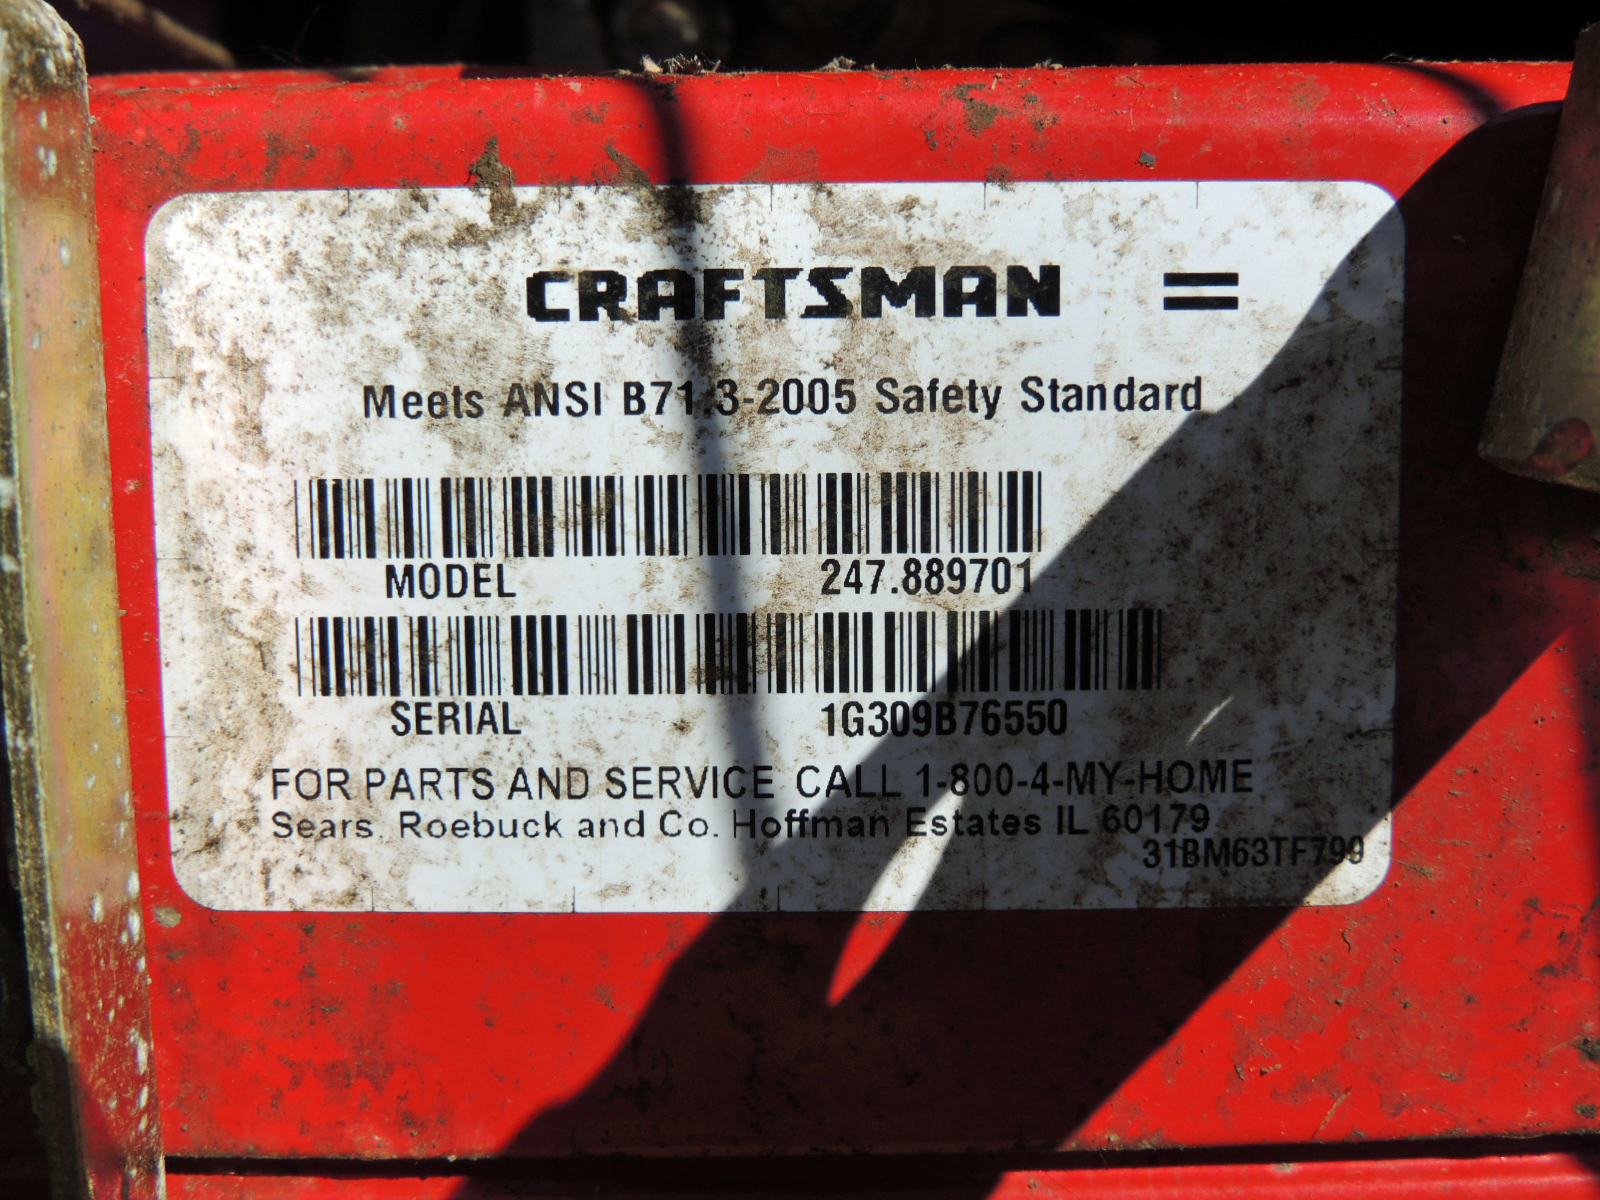 CRAFTSMAN =
Meets ANSI B71.3-2005 Safety Standard
MODEL 247.889701
SERIAL 1G309B76550
FOR PARTS AND SERVICE CALL 1-800-4-MY-HOME
Sears, Roebuck and Co. Hoffman Estates IL 60179
31BM63TF799